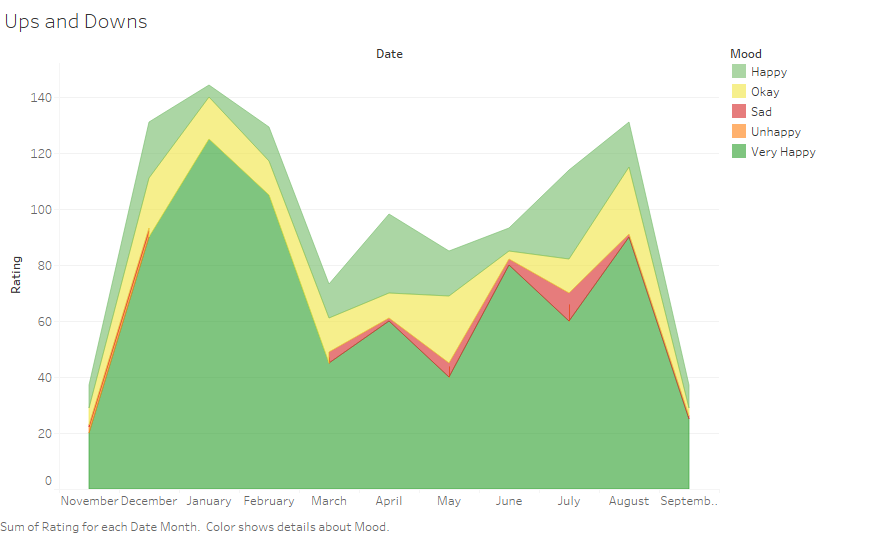 Ups and Downs
Date
Mood
Happy
Okay
Sad
Unhappy
Very Happy
Rating
140
120
100
80
60
40
20
0
November December January February March April May June July August Septemb..
Sum of Rating for each Date Month. Color shows details about Mood.